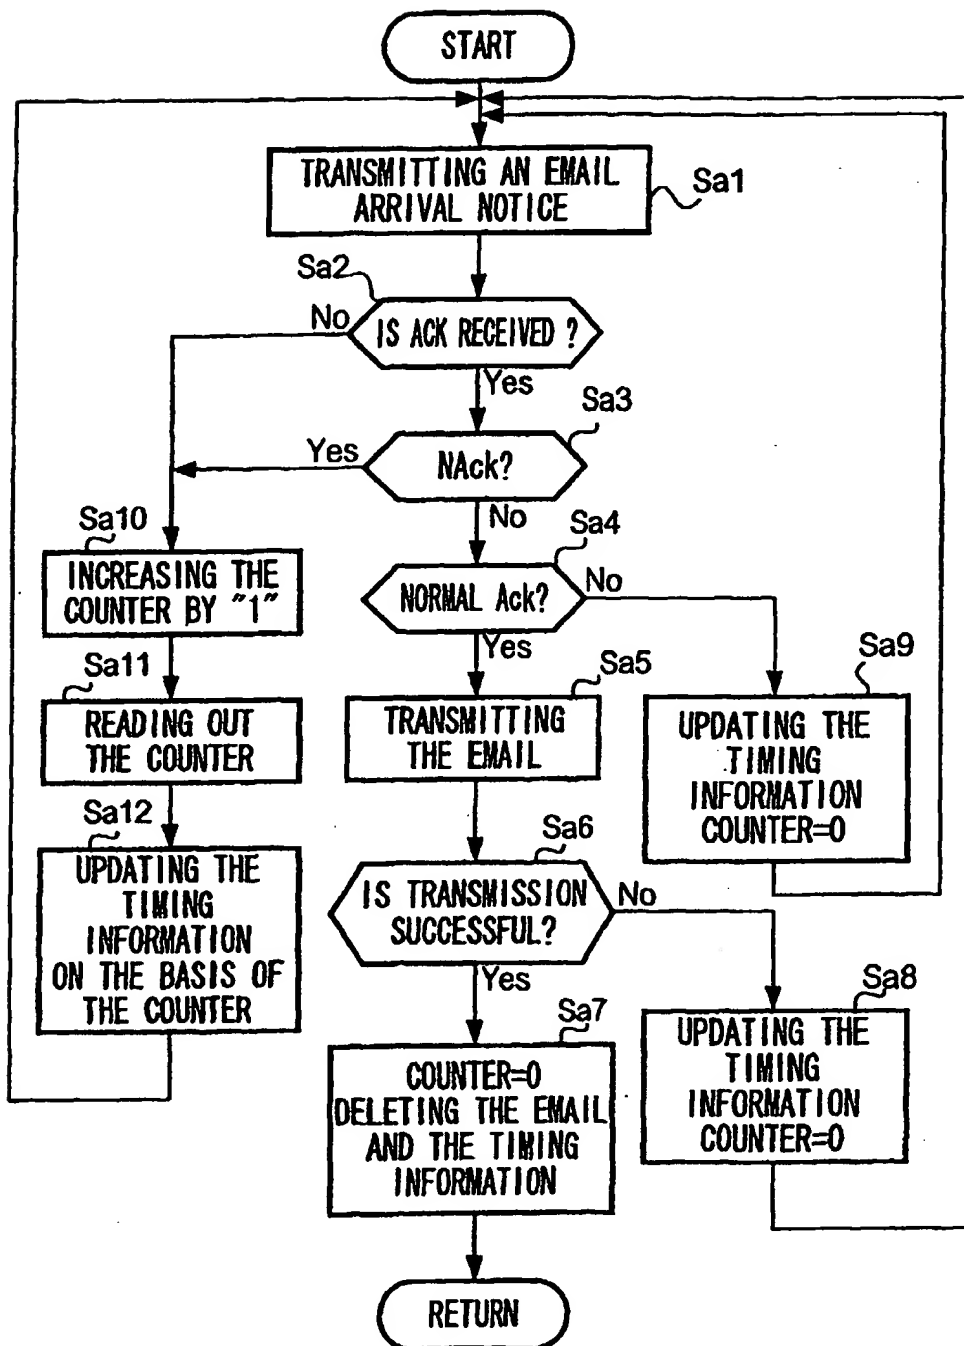 START
TRANSMITTING AN EMAIL
ARRIVAL NOTICE
Sa1
Sa2
No
IS ACK RECEIVED ?
Yes
Sa3
Yes
NAck?
No
Sa4
Sa10
INCREASING THE
COUNTER BY "1"
NORMAL Ack?
No
Yes
Sa11
READING OUT
THE COUNTER
Sa5
TRANSMITTING
THE EMAIL
Sa9
UPDATING THE
TIMING
INFORMATION
COUNTER=0
Sa12
UPDATING THE
TIMING
INFORMATION
ON THE BASIS OF
THE COUNTER
Sa6
IS TRANSMISSION
SUCCESSFUL?
No
Yes
Sa7
COUNTER=0
DELETING THE EMAIL
AND THE TIMING
INFORMATION
Sa8
UPDATING THE
TIMING
INFORMATION
COUNTER=0
RETURN